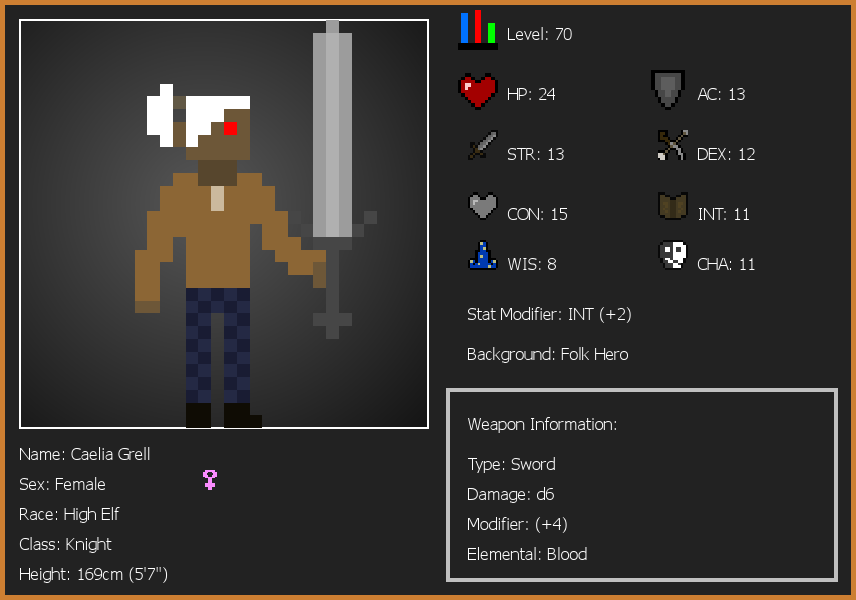 Level: 70
HP: 24
AC: 13
STR: 13
DEX: 12
CON: 15
INT: 11
WIS: 8
CHA: 11
Stat Modifier: INT (+2)
Background: Folk Hero
Weapon Information:
Type: Sword
Damage: d6
Modifier: (+4)
Elemental: Blood
Name: Caelia Grell
Sex: Female
Race: High Elf
Class: Knight
Height: 169cm (5'7")